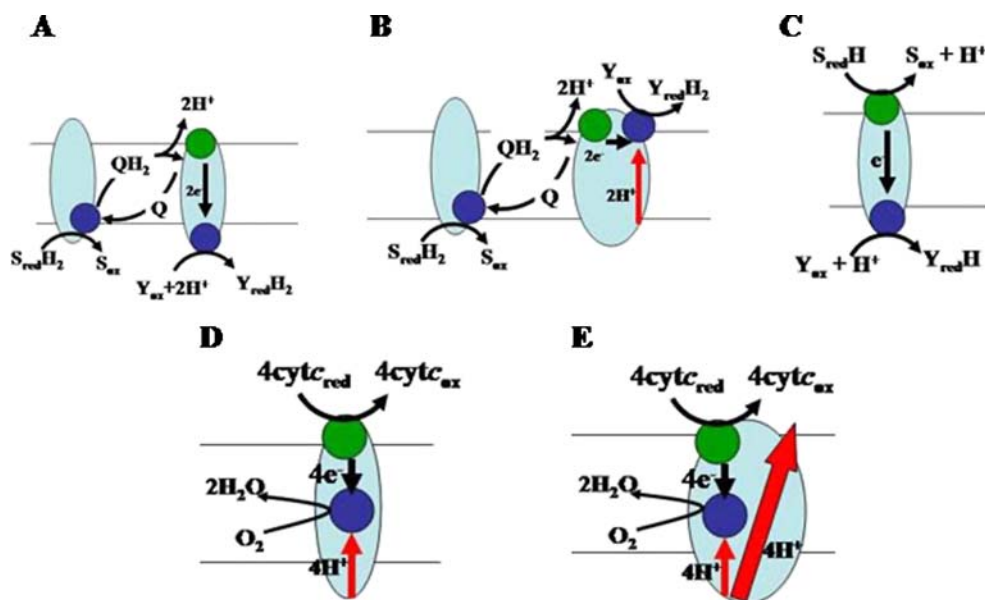 A
2H⁺
QH₂
2e⁻
Q
S_redH₂
S_ox
Y_ox+2H⁺
Y_redH₂
B
Y_ox
2H⁺
Y_redH₂
QH₂
2e⁻
Q
2H⁺
S_redH₂
S_ox
C
S_redH
S_ox + H⁺
e⁻
Y_ox + H⁺
Y_redH
D
4cytc_red
4cytc_ox
4e⁻
2H₂O
O₂
4H⁺
E
4cytc_red
4cytc_ox
4e⁻
2H₂O
O₂
4H⁺
4H⁺